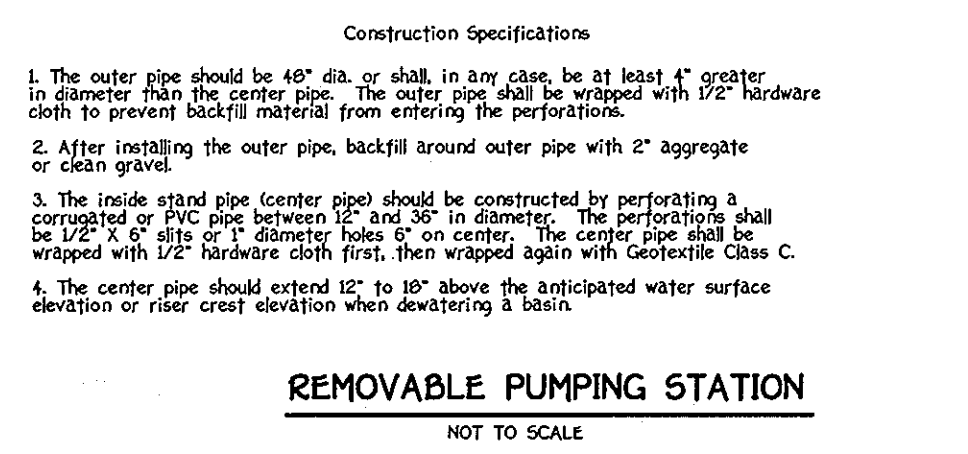 Construction Specifications
1. The outer pipe should be 48" dia. or shall, in any case, be at least 4" greater
in diameter than the center pipe. The outer pipe shall be wrapped with 1/2" hardware
cloth to prevent backfill material from entering the perforations.
2. After installing the outer pipe, backfill around outer pipe with 2" aggregate
or clean gravel.
3. The inside stand pipe (center pipe) should be constructed by perforating a
corrugated or PVC pipe between 12" and 36" in diameter. The perforations shall
be 1/2" X 6" slits or 1" diameter holes 6" on center. The center pipe shall be
wrapped with 1/2" hardware cloth first, then wrapped again with Geotextile Class C.
4. The center pipe should extend 12" to 18" above the anticipated water surface
elevation or riser crest elevation when dewatering a basin.
REMOVABLE PUMPING STATION
NOT TO SCALE